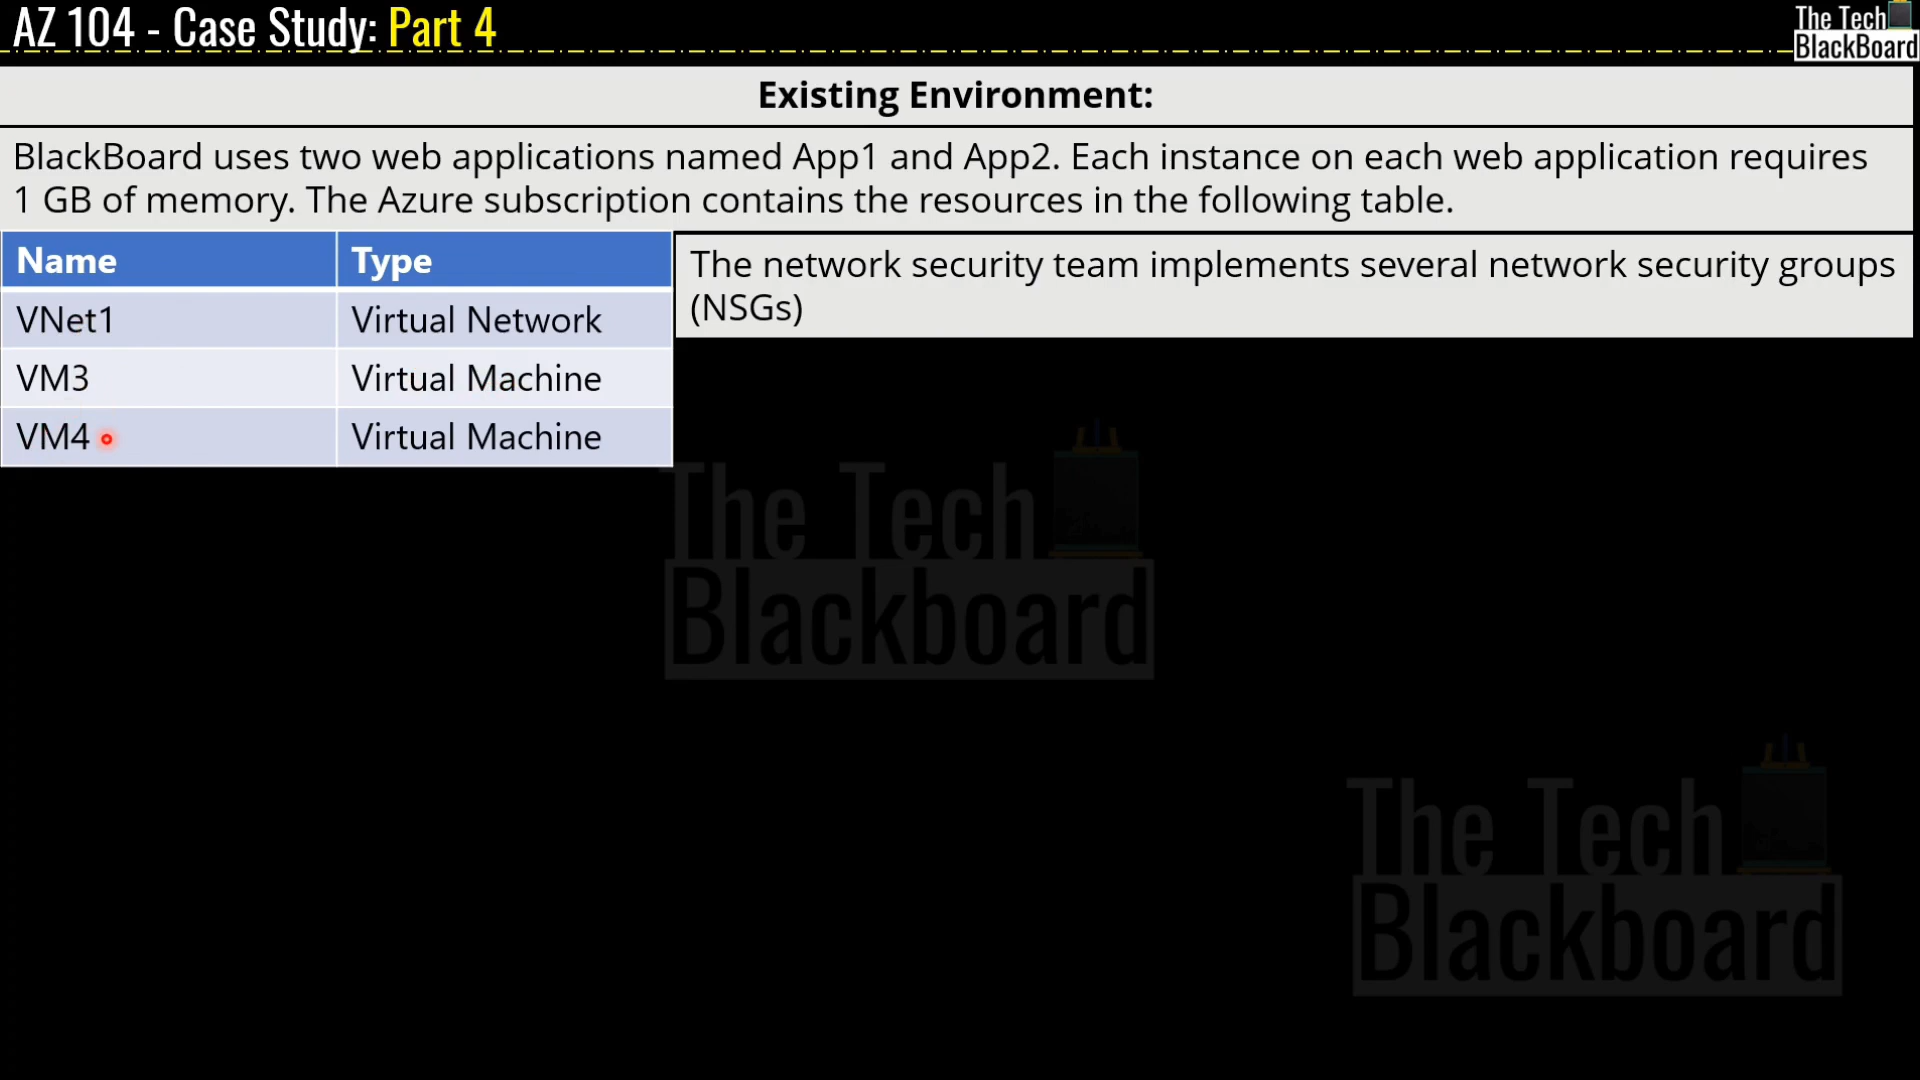 AZ 104 - Case Study: Part 4
The Tech
BlackBoard
Existing Environment:
BlackBoard uses two web applications named App1 and App2. Each instance on each web application requires
1 GB of memory. The Azure subscription contains the resources in the following table.
Name Type
VNet1 Virtual Network
VM3 Virtual Machine
VM4 Virtual Machine
The network security team implements several network security groups
(NSGs)
The Tech
Blackboard
The Tech
Blackboard